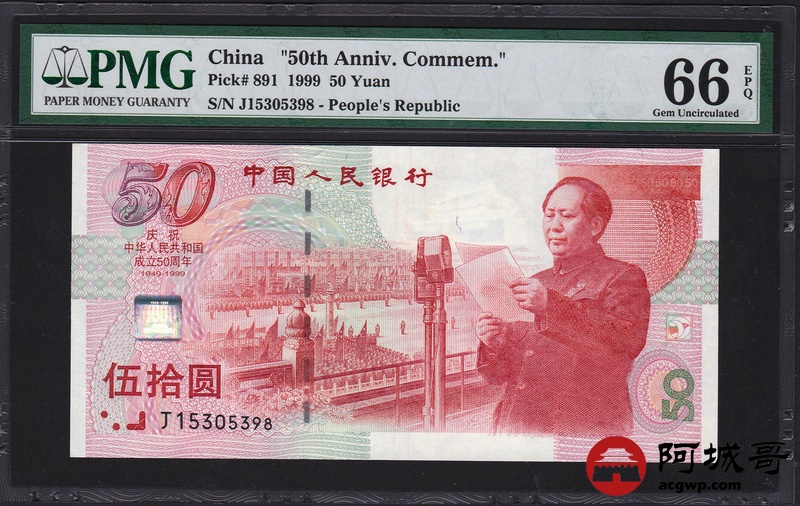 PMG
PAPER MONEY GUARANTY
China "50th Anniv. Commem."
Pick# 891 1999 50 Yuan
S/N J15305398 - People's Republic
66
EPQ
Gem Uncirculated
50
中国人民银行
庆祝
中华人民共和国
成立50周年
1949-1999
伍拾圆
J15305398
50
阿城哥
acgwp.com